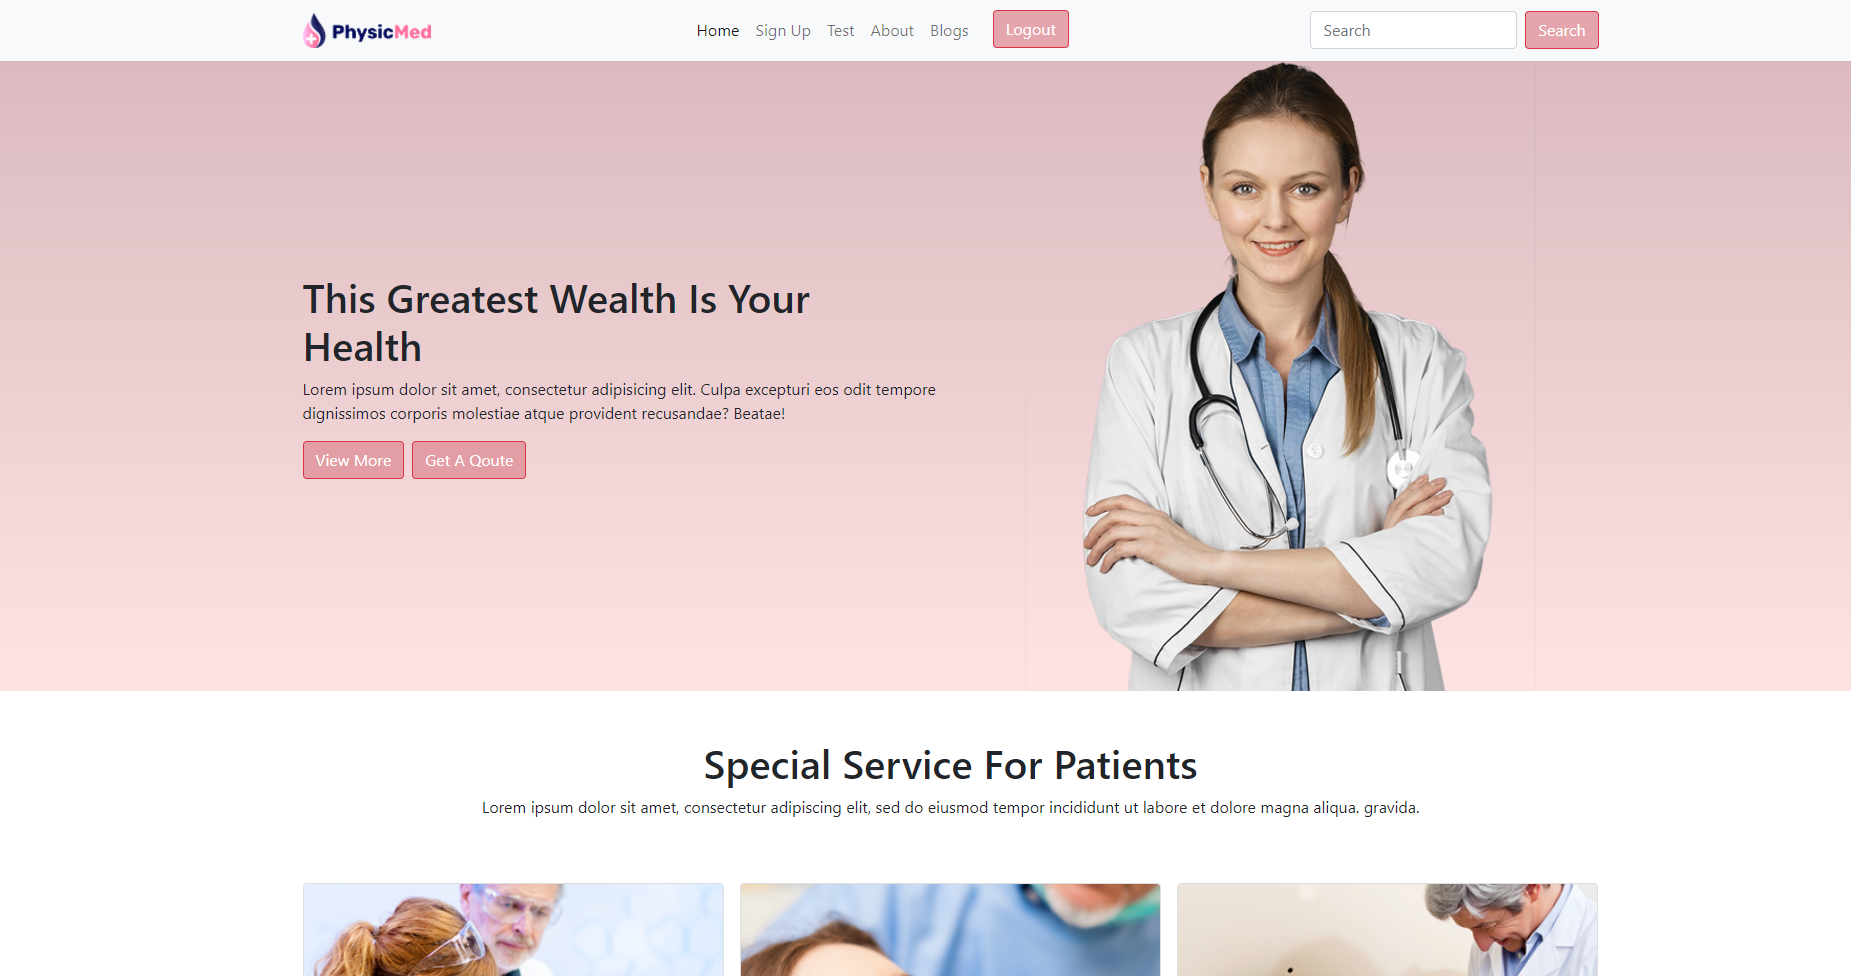 PhysicMed
Home Sign Up Test About Blogs Logout
Search Search
This Greatest Wealth Is Your
Health
Lorem ipsum dolor sit amet, consectetur adipisicing elit. Culpa excepturi eos odit tempore
dignissimos corporis molestiae atque provident recusandae? Beatae!
View More Get A Qoute
Special Service For Patients
Lorem ipsum dolor sit amet, consectetur adipiscing elit, sed do eiusmod tempor incididunt ut labore et dolore magna aliqua. gravida.